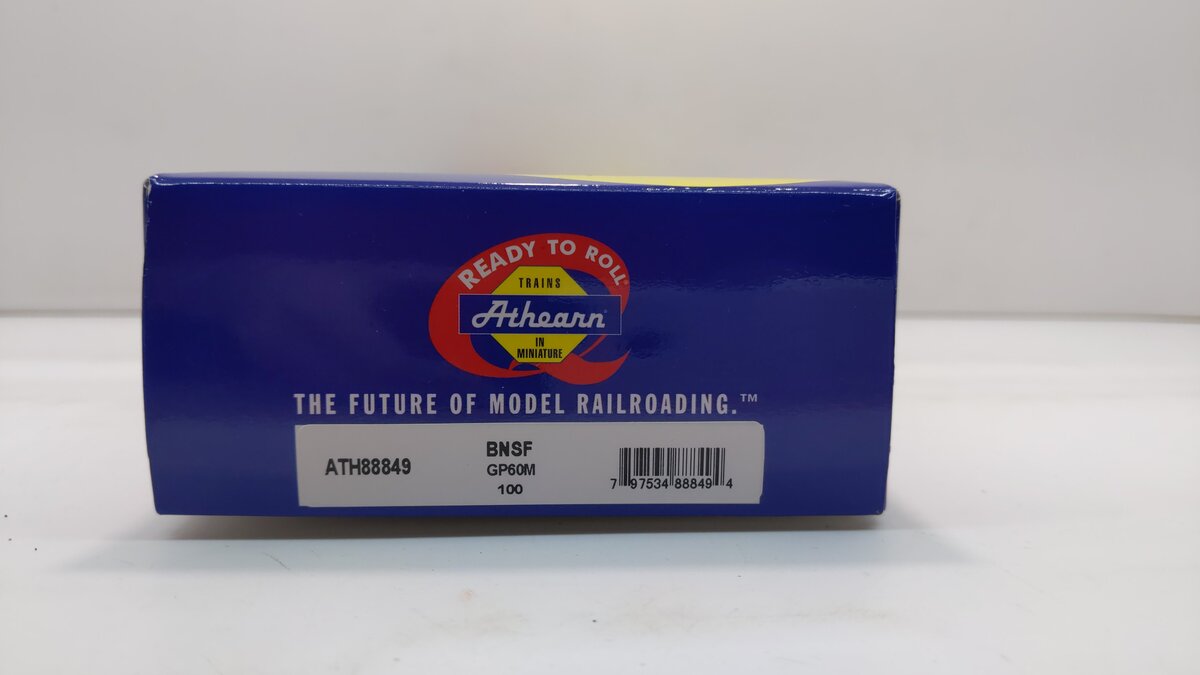 READY TO ROLL
TRAINS
Athearn
IN
MINIATURE
THE FUTURE OF MODEL RAILROADING.™
ATH88849
BNSF
GP60M
100
7 97534 88849 4